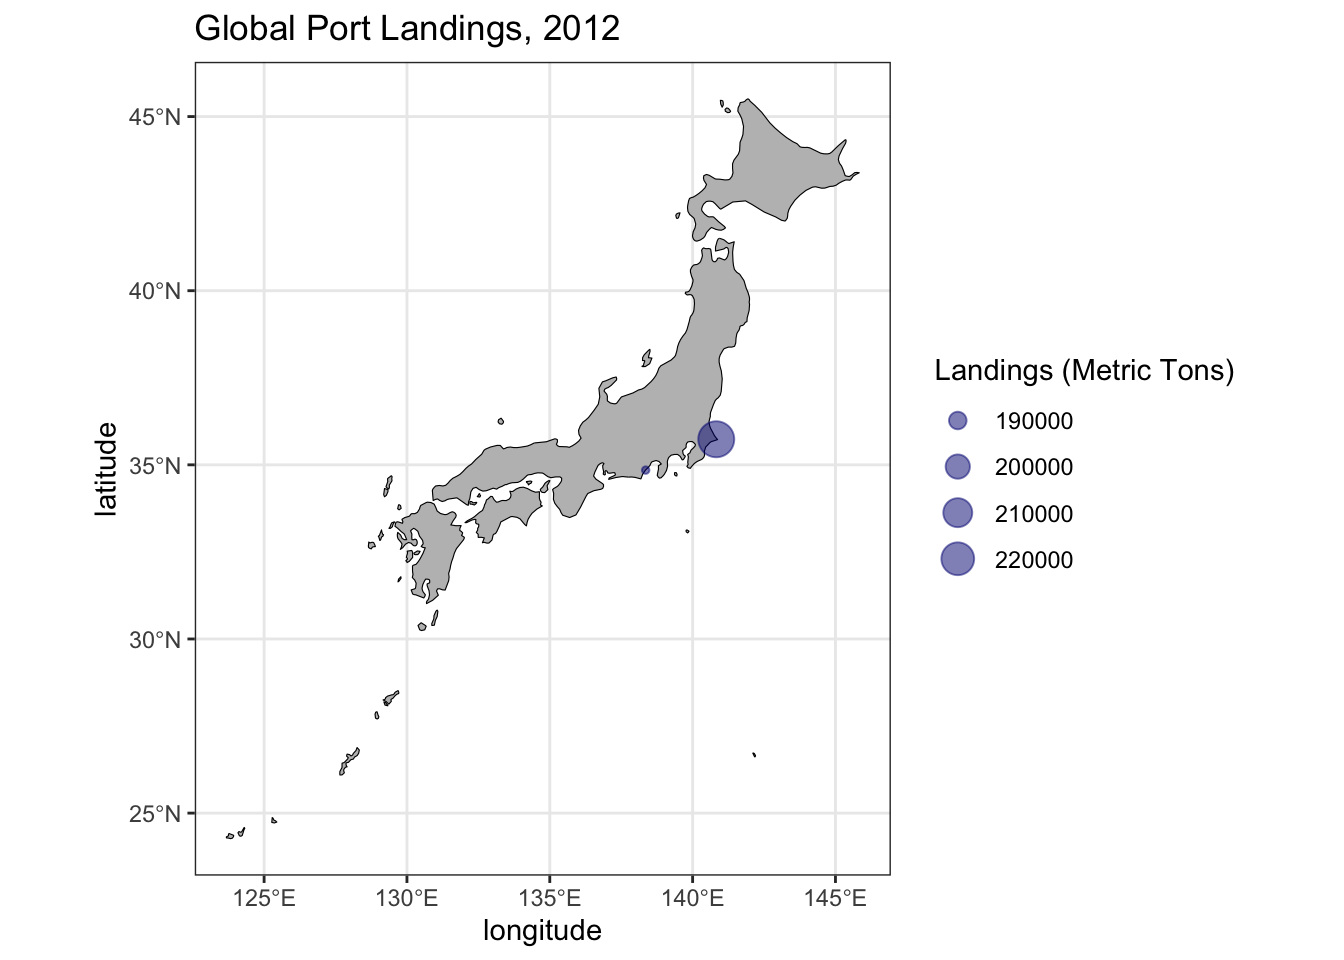 Global Port Landings, 2012
45°N
40°N
35°N
30°N
25°N
latitude
125°E
130°E
135°E
140°E
145°E
longitude
Landings (Metric Tons)
190000
200000
210000
220000